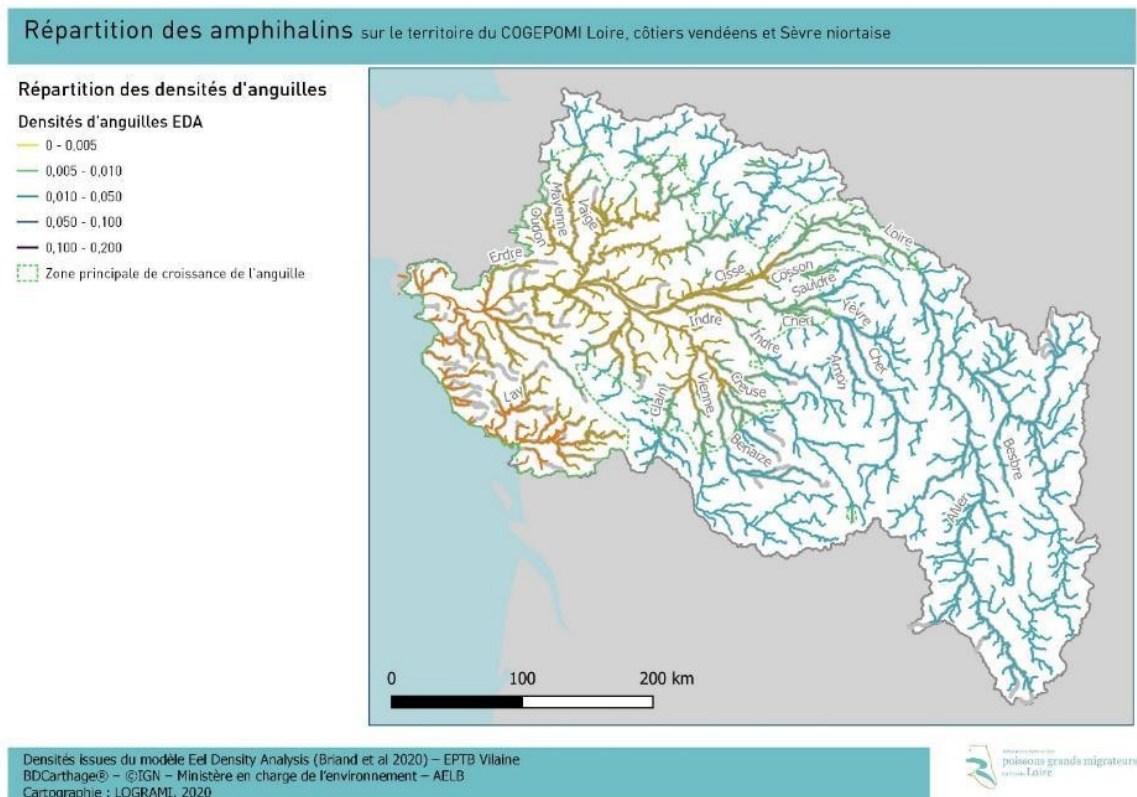 Répartition des amphihalins sur le territoire du COGEPOMI Loire, côtiers vendéens et Sèvre niortaise
Répartition des densités d'anguilles
Densités d'anguilles EDA
0 - 0,005
0,005 - 0,010
0,010 - 0,050
0,050 - 0,100
0,100 - 0,200
Zone principale de croissance de l'anguille
Mayenne
Oudon
Vaige
Erdre
Loire
Cisse
Cosson
Sauldre
Indre
Cher
Yèvre
Indre
Arnon
Cher
Creuse
Vienne
Clain
Lay
Benaize
Besbre
Allier
0 100 200 km
Densités issues du modèle Eel Density Analysis (Briand et al 2020) – EPTB Vilaine
BDCarthage® – ©IGN – Ministère en charge de l'environnement – AELB
Cartographie : LOGRAMI, 2020
poissons grands migrateurs
Loire